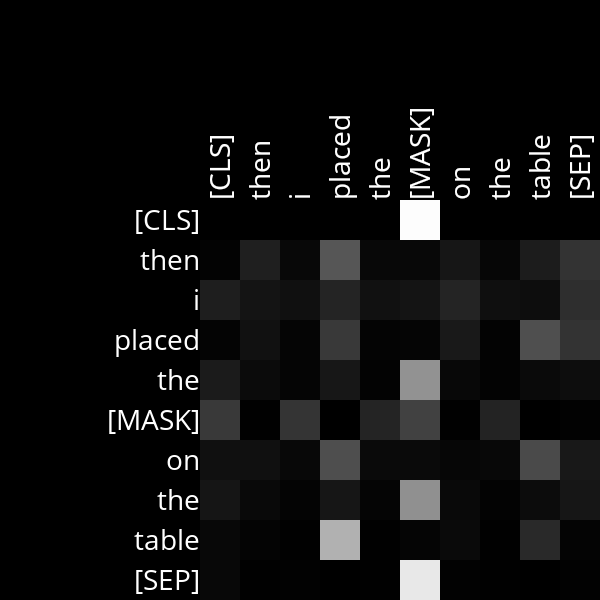 [CLS] then i placed the [MASK] on the table [SEP]
[CLS]
then
i
placed
the
[MASK]
on
the
table
[SEP]